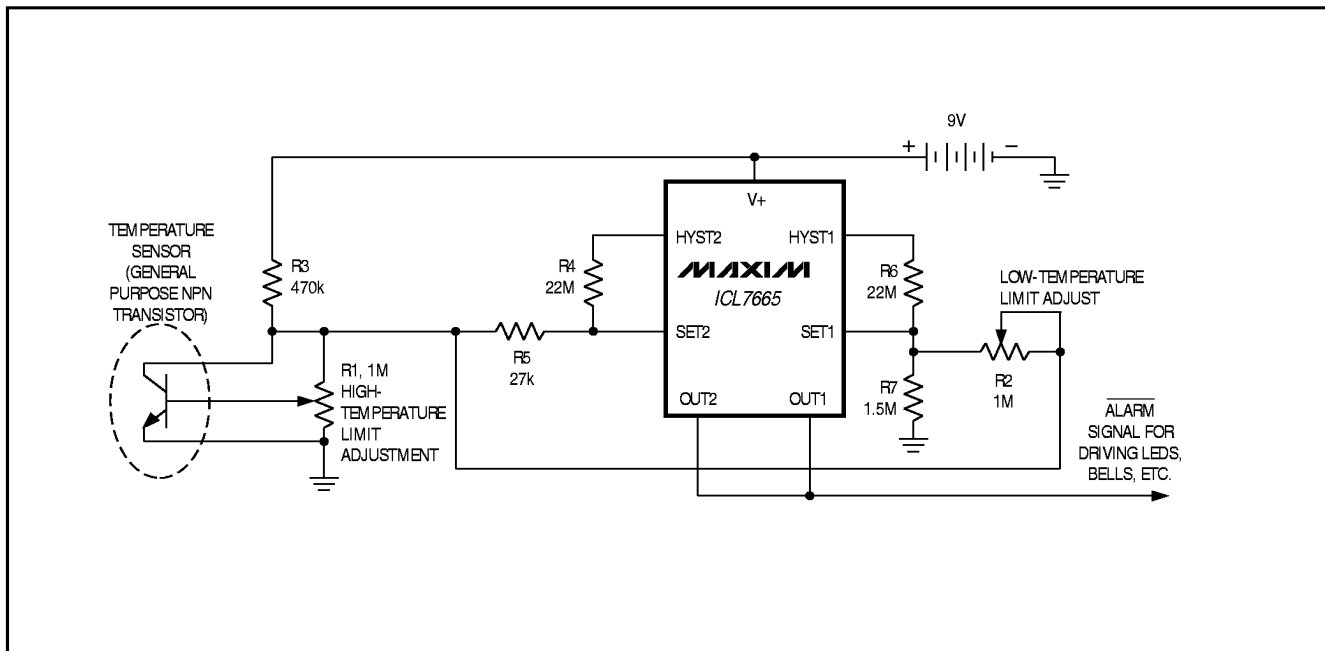 9V
+
−
V+
TEMPERATURE
SENSOR
(GENERAL
PURPOSE NPN
TRANSISTOR)
HYST2
HYST1
R3
470k
R4
22M
MAXIM
ICL7665
R6
22M
LOW-TEMPERATURE
LIMIT ADJUST
SET2
SET1
R5
27k
R1, 1M
HIGH-
TEMPERATURE
LIMIT
ADJUSTMENT
R2
1M
R7
1.5M
OUT2
OUT1
ALARM
SIGNAL FOR
DRIVING LEDS,
BELLS, ETC.